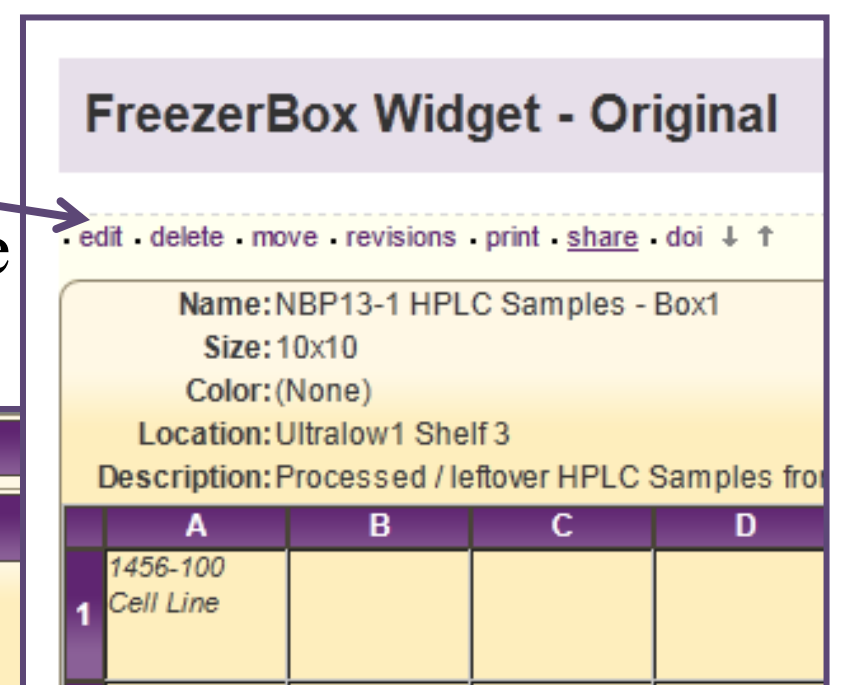 FreezerBox Widget - Original
e
. edit . delete . move . revisions . print . share . doi ↓ ↑
Name: NBP13-1 HPLC Samples - Box1
Size: 10x10
Color: (None)
Location: Ultralow1 Shelf 3
Description: Processed / leftover HPLC Samples from
A B C D
1456-100
1 Cell Line